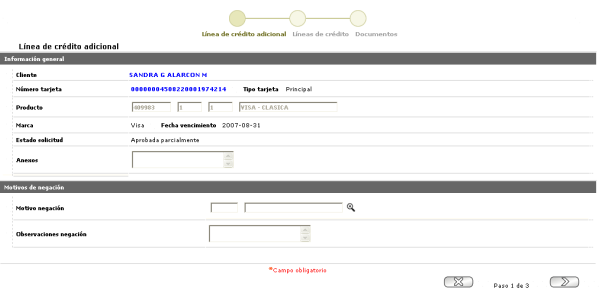 Línea de crédito adicional Líneas de crédito Documentos
Línea de crédito adicional
Información general
Cliente SANDRA G ALARCON M
Número tarjeta 00000004508220001974214 Tipo tarjeta Principal
Producto 409983 1 1 VISA - CLASICA
Marca Visa Fecha vencimiento 2007-08-31
Estado solicitud Aprobada parcialmente
Anexos
Motivos de negación
Motivo negación
Observaciones negación
*Campo obligatorio
Paso 1 de 3